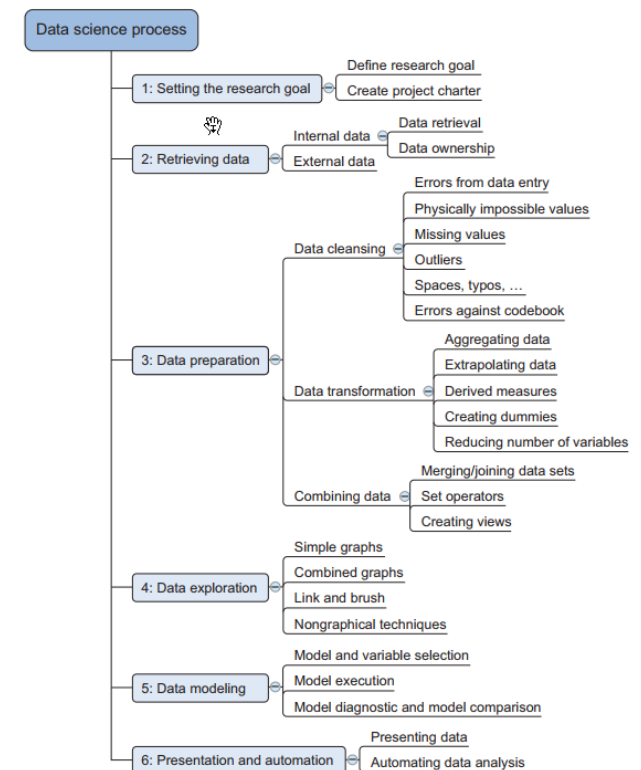 Data science process
1: Setting the research goal
Define research goal
Create project charter
2: Retrieving data
Internal data
Data retrieval
Data ownership
External data
3: Data preparation
Data cleansing
Errors from data entry
Physically impossible values
Missing values
Outliers
Spaces, typos, …
Errors against codebook
Data transformation
Aggregating data
Extrapolating data
Derived measures
Creating dummies
Reducing number of variables
Combining data
Merging/joining data sets
Set operators
Creating views
4: Data exploration
Simple graphs
Combined graphs
Link and brush
Nongraphical techniques
5: Data modeling
Model and variable selection
Model execution
Model diagnostic and model comparison
6: Presentation and automation
Presenting data
Automating data analysis